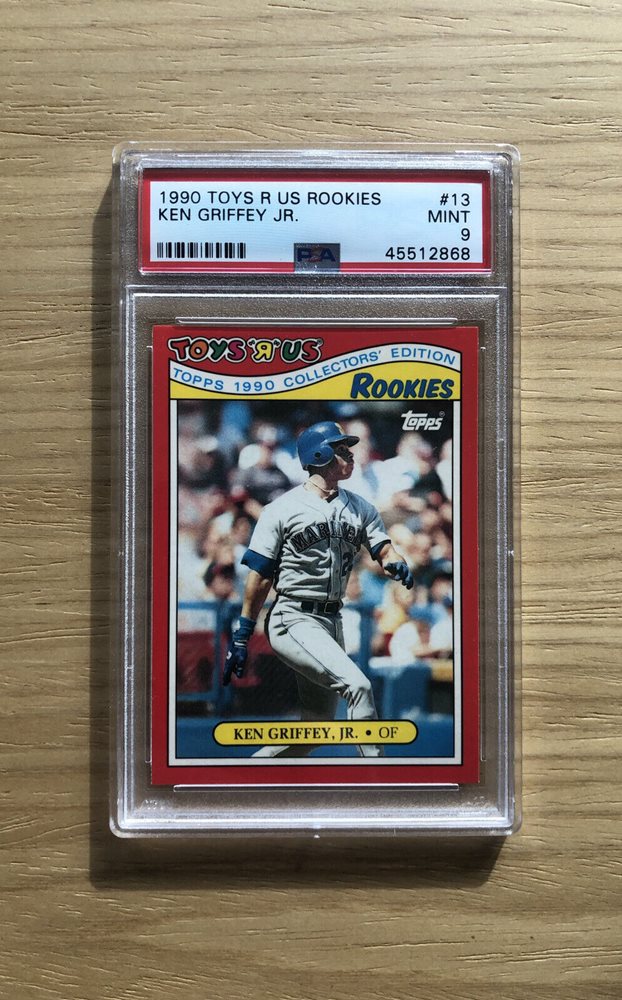 1990 TOYS R US ROOKIES #13
KEN GRIFFEY JR. MINT
9
PSA
45512868
TOYS "Я" US
TOPPS 1990 COLLECTORS' EDITION
ROOKIES
Topps®
MARINERS
KEN GRIFFEY, JR. • OF